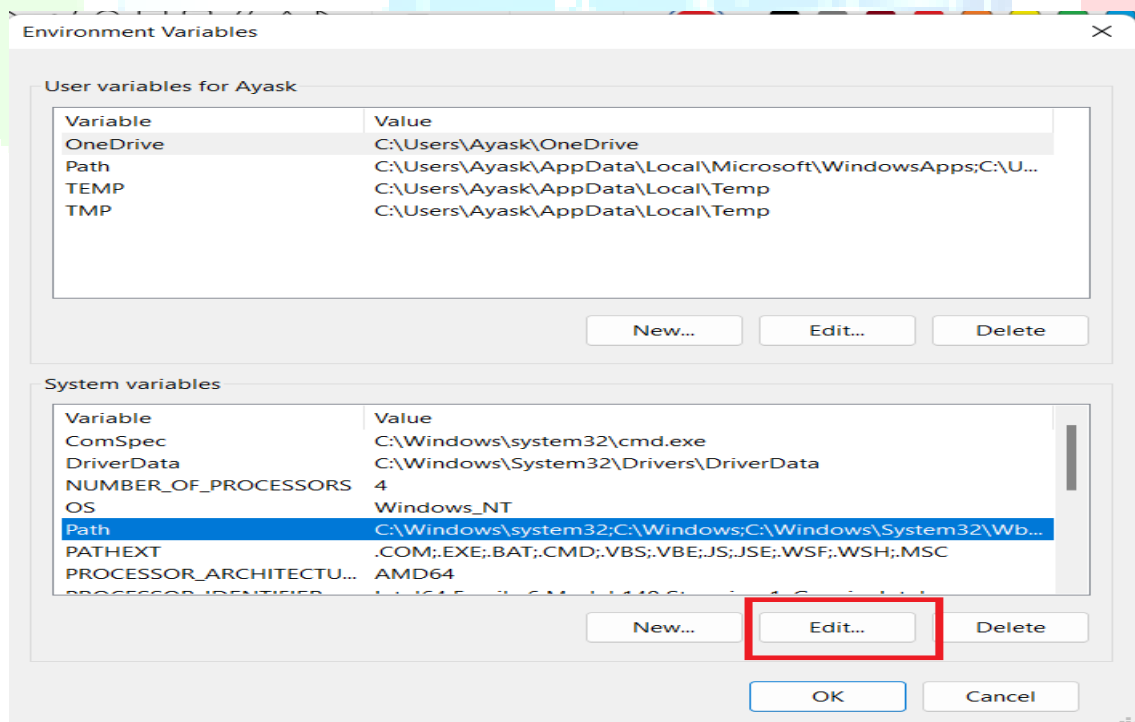 Environment Variables
User variables for Ayask
Variable Value
OneDrive C:\Users\Ayask\OneDrive
Path C:\Users\Ayask\AppData\Local\Microsoft\WindowsApps;C:\U...
TEMP C:\Users\Ayask\AppData\Local\Temp
TMP C:\Users\Ayask\AppData\Local\Temp
New... Edit... Delete
System variables
Variable Value
ComSpec C:\Windows\system32\cmd.exe
DriverData C:\Windows\System32\Drivers\DriverData
NUMBER_OF_PROCESSORS 4
OS Windows_NT
Path C:\Windows\system32;C:\Windows;C:\Windows\System32\Wb...
PATHEXT .COM;.EXE;.BAT;.CMD;.VBS;.VBE;.JS;.JSE;.WSF;.WSH;.MSC
PROCESSOR_ARCHITECTU... AMD64
PROCESSOR_IDENTIFIER
New... Edit... Delete
OK Cancel